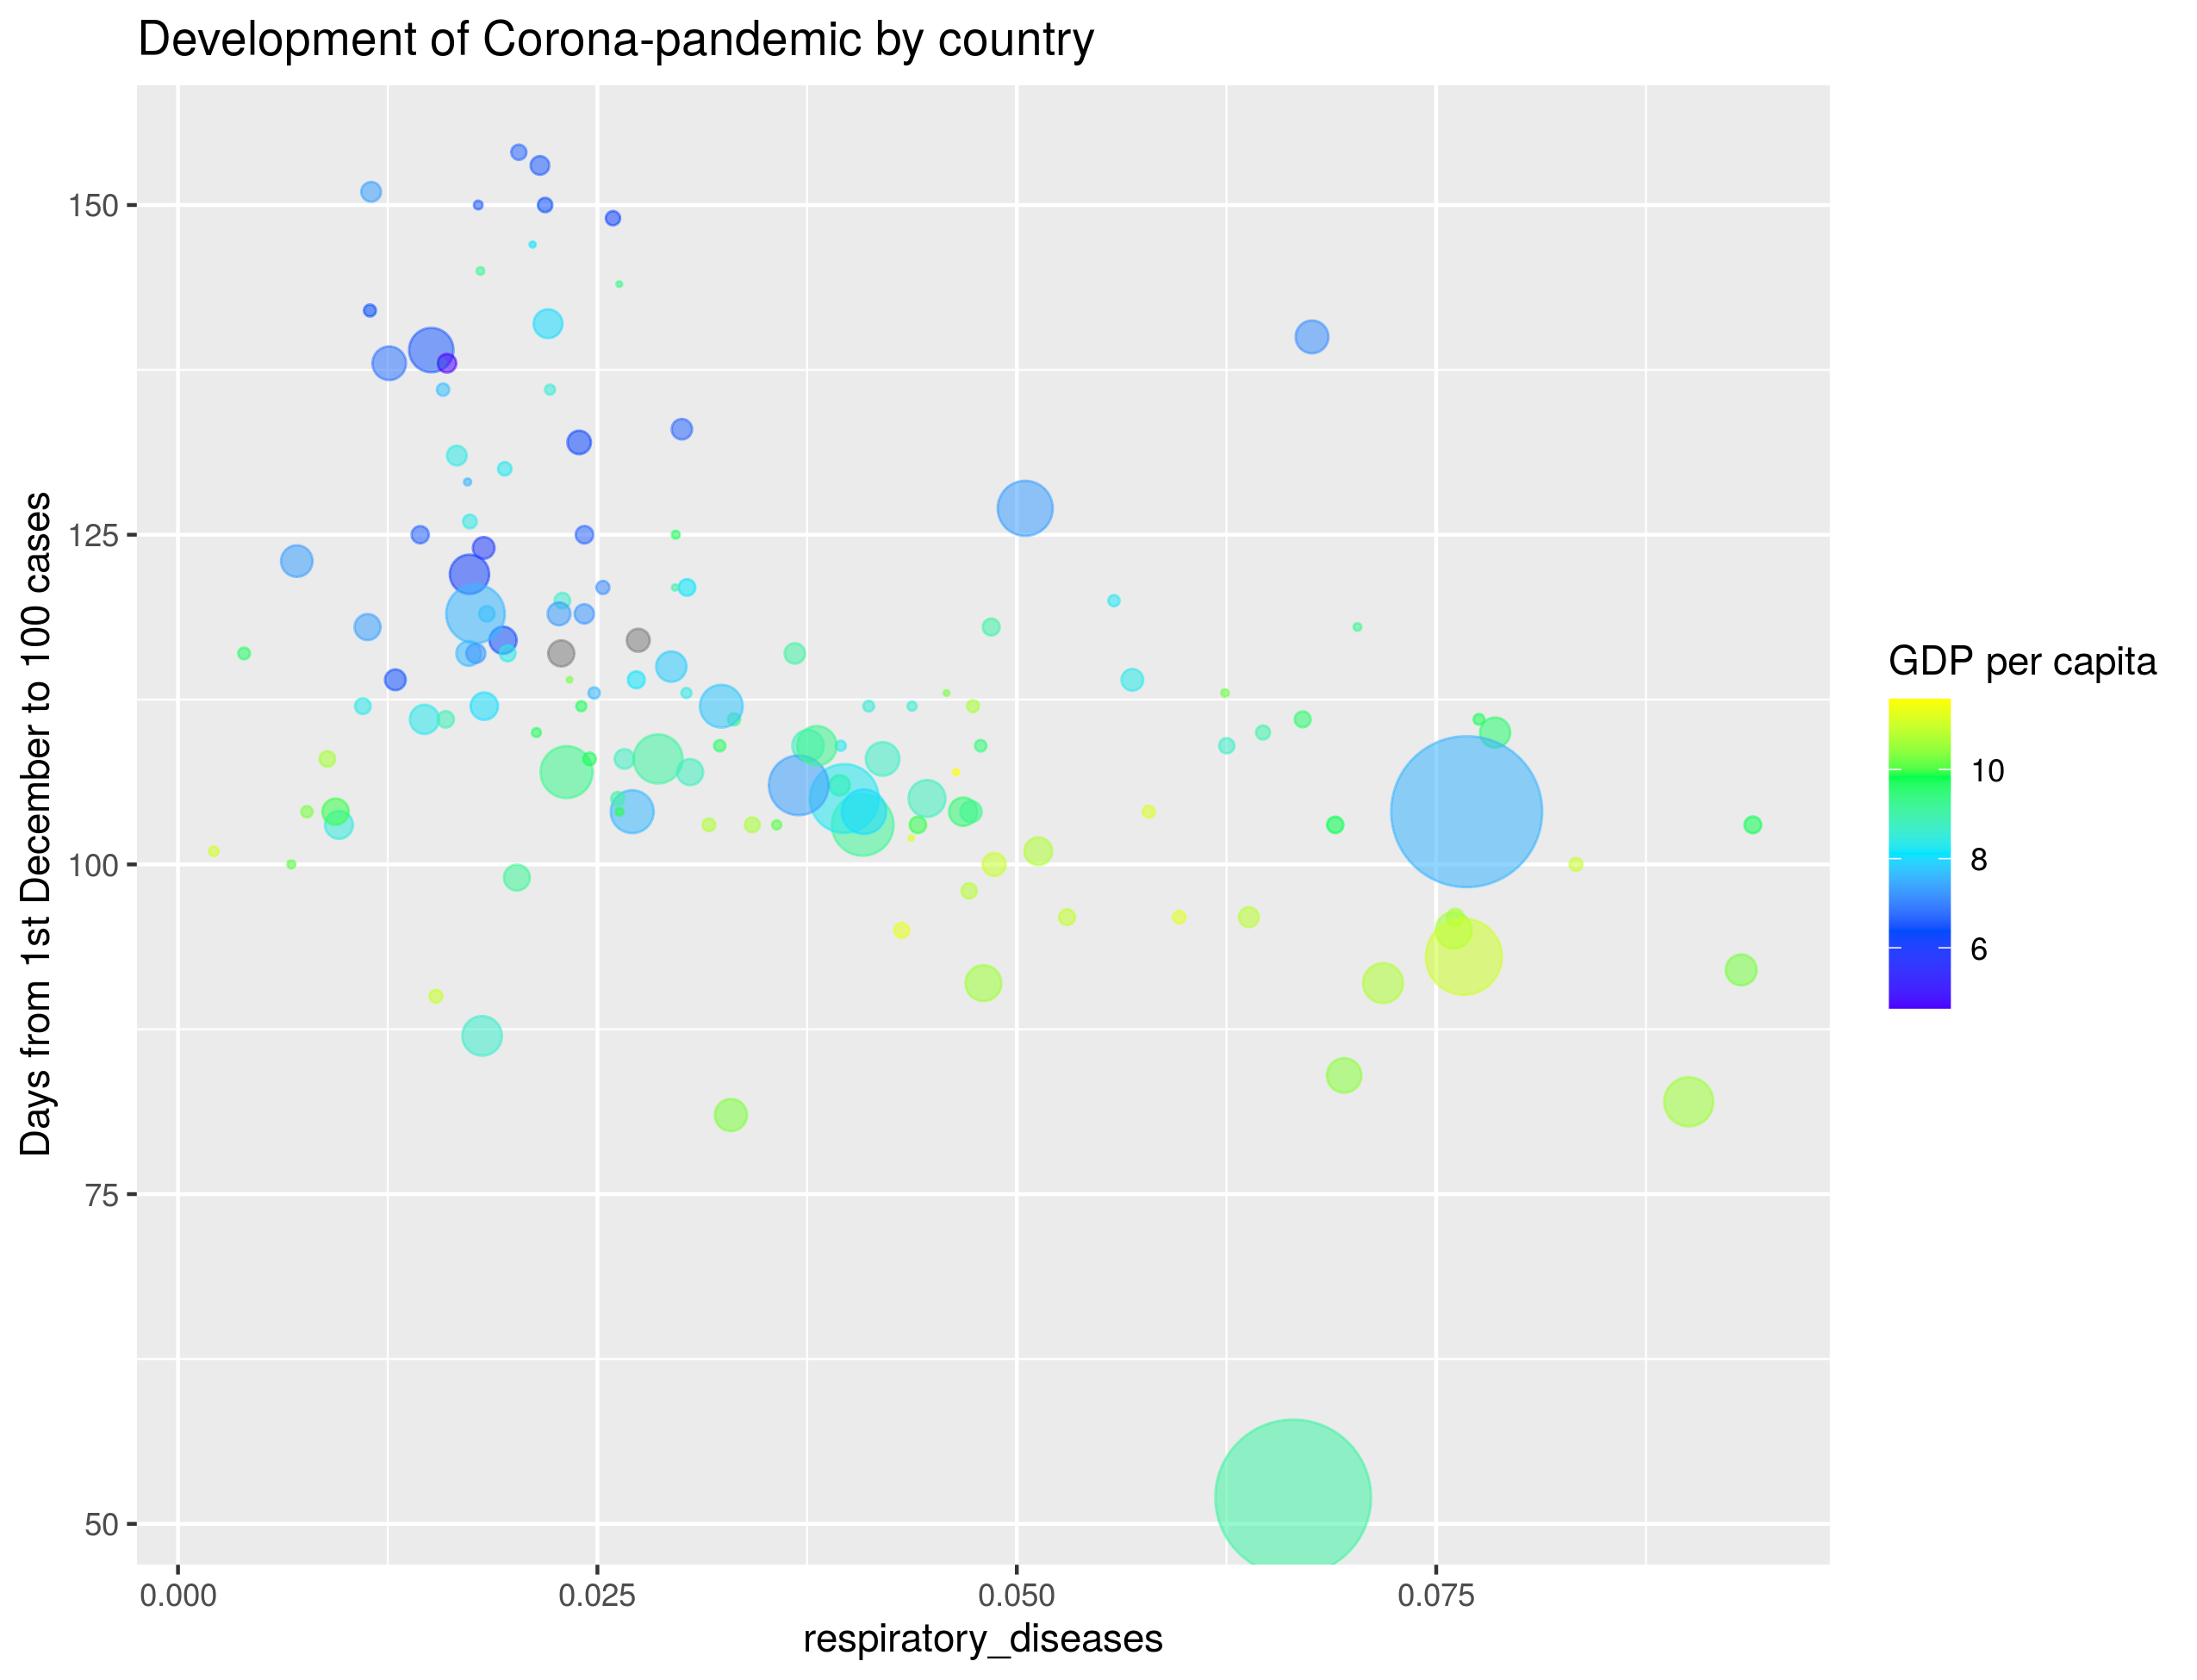 Development of Corona-pandemic by country
Days from 1st December to 100 cases
150
125
100
75
50
0.000 0.025 0.050 0.075
respiratory_diseases
GDP per capita
10
8
6